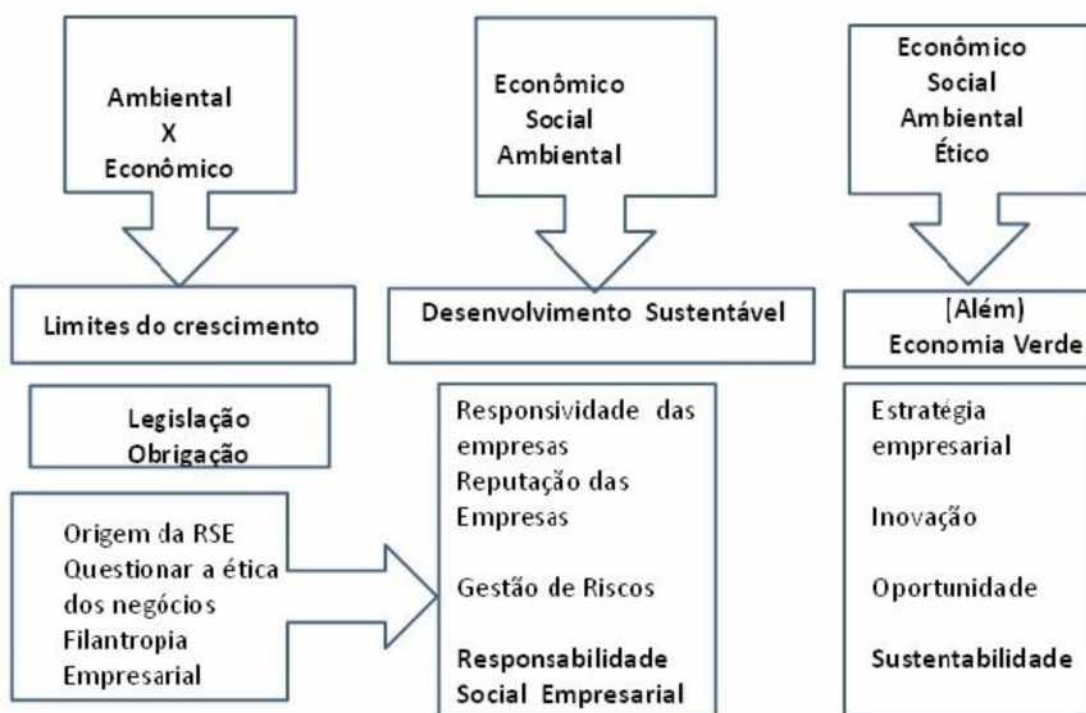 Ambiental
X
Econômico
Limites do crescimento
Legislação
Obrigação
Origem da RSE
Questionar a ética
dos negócios
Filantropia
Empresarial
Econômico
Social
Ambiental
Desenvolvimento Sustentável
Responsividade das
empresas
Reputação das
Empresas
Gestão de Riscos
Responsabilidade
Social Empresarial
Econômico
Social
Ambiental
Ético
(Além)
Economia Verde
Estratégia
empresarial
Inovação
Oportunidade
Sustentabilidade